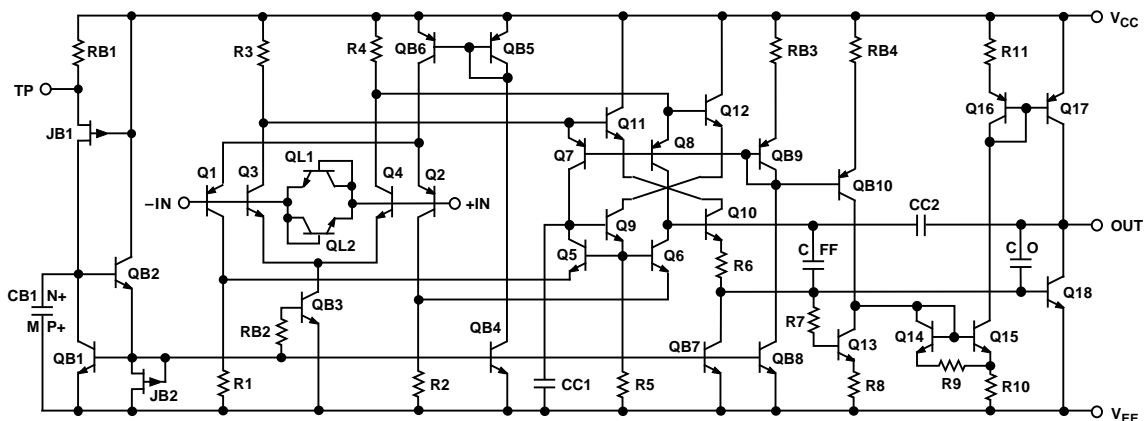 VCC
RB1
R3
R4
QB6
QB5
RB3
RB4
R11
TP
Q12
Q16
Q17
JB1
Q11
Q7
Q8
QB9
Q1
Q3
QL1
Q4
Q2
QB10
–IN
+IN
CC2
QL2
Q9
Q10
OUT
Q5
Q6
C FF
C O
QB2
R6
CB1 N+
M P+
QB3
Q18
RB2
QB4
R7
Q13
Q14
Q15
QB1
QB7
QB8
JB2
R1
R2
CC1
R5
R8
R9
R10
VEE